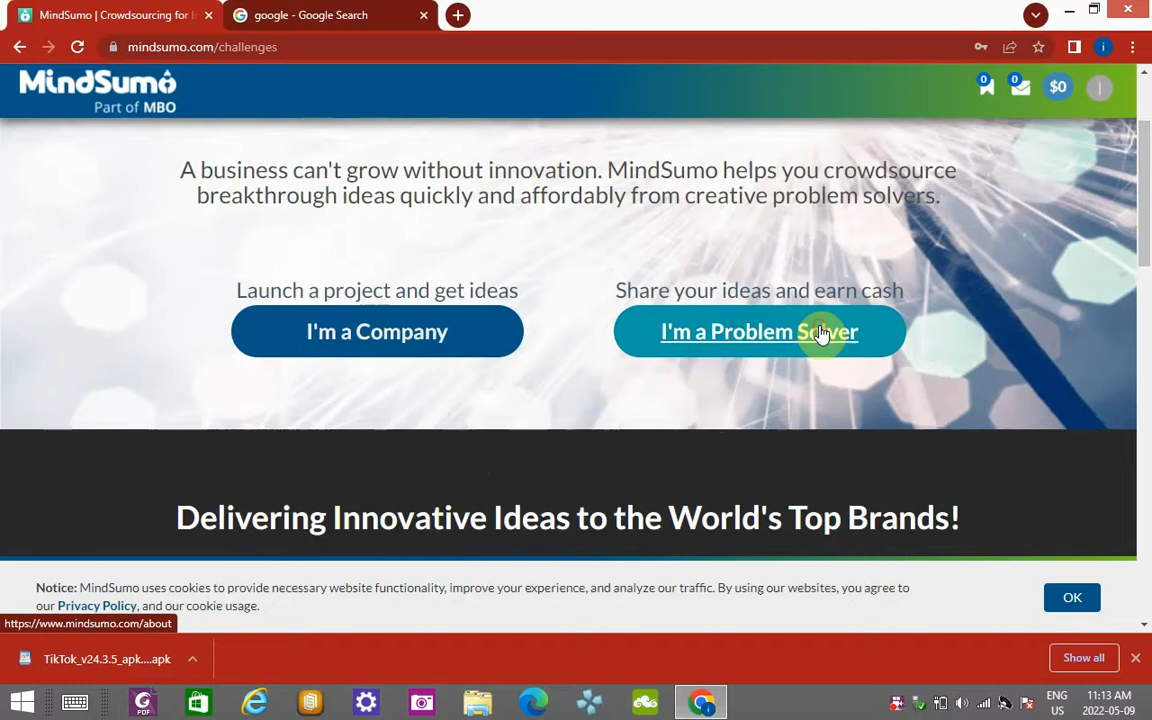 MindSumo | Crowdsourcing for I
google - Google Search
mindsumo.com/challenges
MindSumo
Part of MBO
0
0
$0
A business can't grow without innovation. MindSumo helps you crowdsource
breakthrough ideas quickly and affordably from creative problem solvers.
Launch a project and get ideas
Share your ideas and earn cash
I'm a Company
I'm a Problem Solver
Delivering Innovative Ideas to the World's Top Brands!
Notice: MindSumo uses cookies to provide necessary website functionality, improve your experience, and analyze our traffic. By using our websites, you agree to
our Privacy Policy, and our cookie usage.
OK
https://www.mindsumo.com/about
TikTok_v24.3.5_apk....apk
Show all
PDF
ENG
US
11:13 AM
2022-05-09